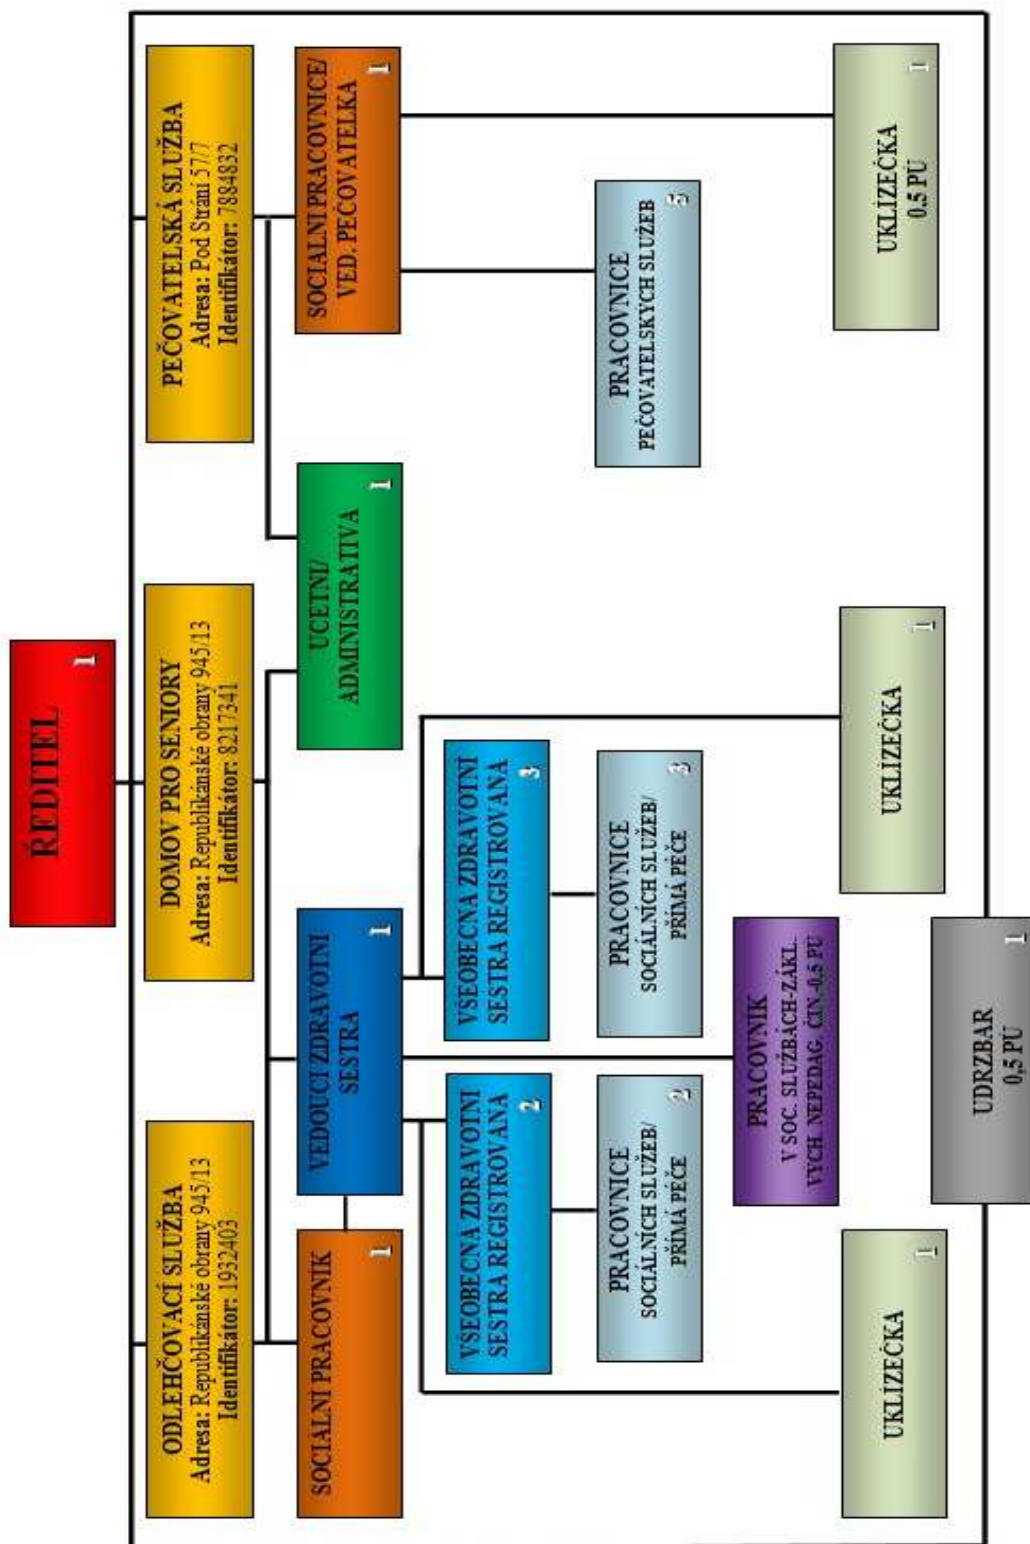 ŘEDITEL
1
ODLEHČOVACÍ SLUŽBA
Adresa: Republikánské obrany 945/13
Identifikátor: 1932403
DOMOV PRO SENIORY
Adresa: Republikánské obrany 945/13
Identifikátor: 8217341
PEČOVATELSKÁ SLUŽBA
Adresa: Pod Strání 57/7
Identifikátor: 7884832
SOCIÁLNÍ PRACOVNÍK
1
VEDOUCÍ ZDRAVOTNÍ
SESTRA
1
ÚČETNÍ/
ADMINISTRATIVA
1
SOCIÁLNÍ PRACOVNICE/
VED. PEČOVATELKA
1
VŠEOBECNÁ ZDRAVOTNÍ
SESTRA REGISTROVANÁ
2
VŠEOBECNÁ ZDRAVOTNÍ
SESTRA REGISTROVANÁ
3
PRACOVNICE
SOCIÁLNÍCH SLUŽEB/
PŘÍMÁ PÉČE
2
PRACOVNICE
SOCIÁLNÍCH SLUŽEB/
PŘÍMÁ PÉČE
3
PRACOVNICE
PEČOVATELSKÝCH SLUŽEB
5
PRACOVNÍK
V SOC. SLUŽBÁCH-ZÁKL.
VÝCH NEPEDAG. ČIN.-0,5 PÚ
UKLÍZEČKA
1
UKLÍZEČKA
1
UKLÍZEČKA
0,5 PÚ
1
ÚDRŽBÁŘ
0,5 PÚ
1